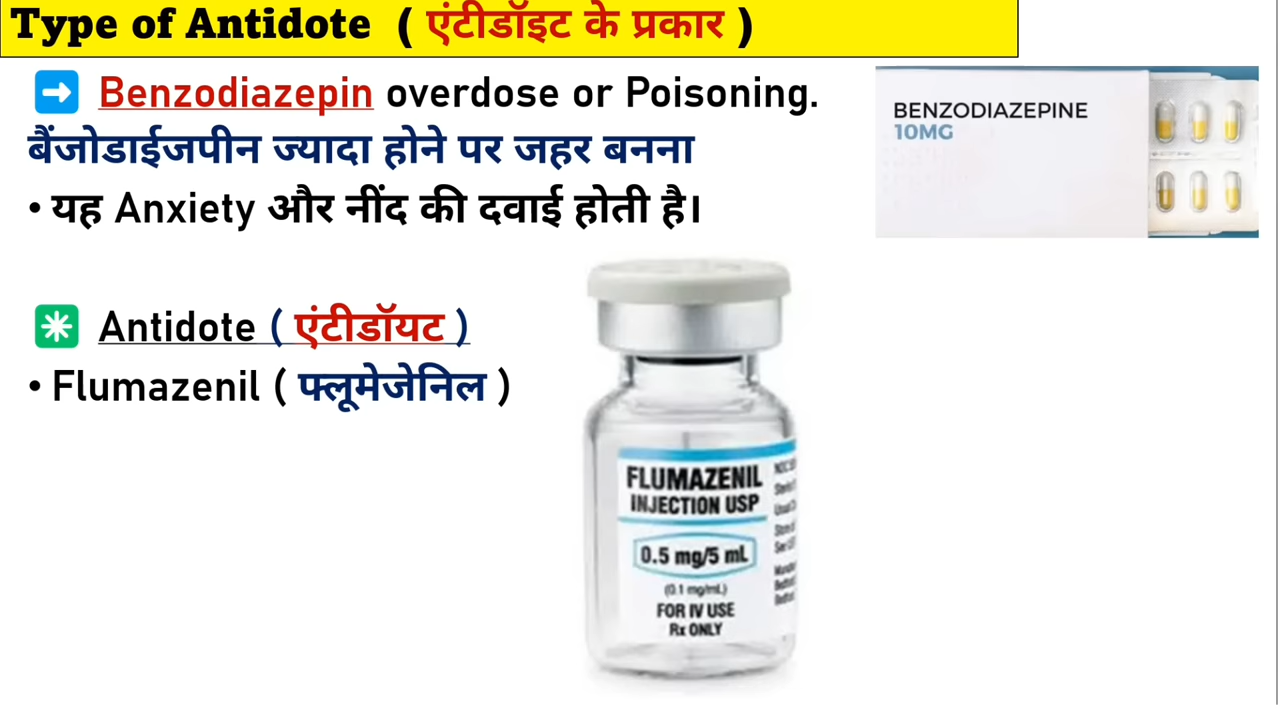 Type of Antidote ( एंटीडॉइट के प्रकार )
Benzodiazepin overdose or Poisoning.
बैंजोडाईजपीन ज्यादा होने पर जहर बनना
• यह Anxiety और नींद की दवाई होती है।
BENZODIAZEPINE
10MG
Antidote ( एंटीडॉयट )
• Flumazenil ( फ्लूमेजेनिल )
FLUMAZENIL
INJECTION USP
0.5 mg/5 mL
(0.1 mg/mL)
FOR IV USE
Rx ONLY